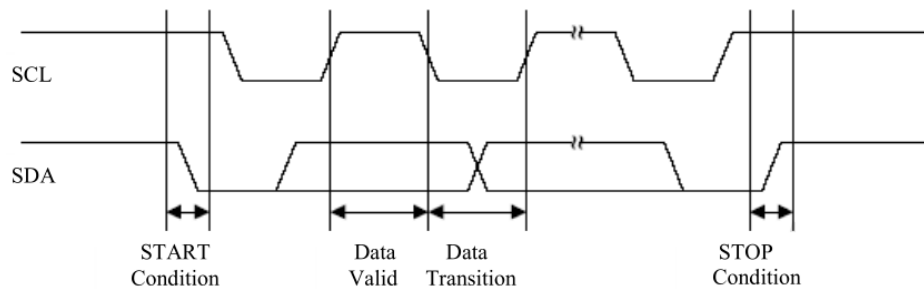 SCL
SDA
START
Condition
Data
Valid
Data
Transition
STOP
Condition